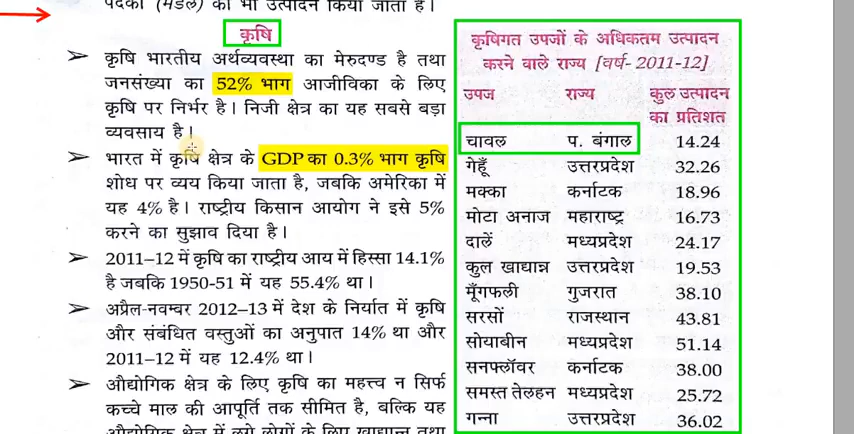 पदकों (मेडल) का भी उत्पादन किया जाता है।
कृषि
➢ कृषि भारतीय अर्थव्यवस्था का मेरुदण्ड है तथा
जनसंख्या का 52% भाग आजीविका के लिए
कृषि पर निर्भर है। निजी क्षेत्र का यह सबसे बड़ा
व्यवसाय है।
➢ भारत में कृषि क्षेत्र के GDP का 0.3% भाग कृषि
शोध पर व्यय किया जाता है, जबकि अमेरिका में
यह 4% है। राष्ट्रीय किसान आयोग ने इसे 5%
करने का सुझाव दिया है।
➢ 2011–12 में कृषि का राष्ट्रीय आय में हिस्सा 14.1%
है जबकि 1950-51 में यह 55.4% था।
➢ अप्रैल-नवम्बर 2012–13 में देश के निर्यात में कृषि
और संबंधित वस्तुओं का अनुपात 14% था और
2011–12 में यह 12.4% था।
➢ औद्योगिक क्षेत्र के लिए कृषि का महत्त्व न सिर्फ
कच्चे माल की आपूर्ति तक सीमित है, बल्कि यह
औद्योगिक क्षेत्र में लगे लोगों के लिए खाद्यान्न तथा
कृषिगत उपजों के अधिकतम उत्पादन
करने वाले राज्य [वर्ष- 2011-12]
उपज राज्य कुल उत्पादन
का प्रतिशत
चावल प. बंगाल 14.24
गेहूँ उत्तरप्रदेश 32.26
मक्का कर्नाटक 18.96
मोटा अनाज महाराष्ट्र 16.73
दालें मध्यप्रदेश 24.17
कुल खाद्यान्न उत्तरप्रदेश 19.53
मूँगफली गुजरात 38.10
सरसों राजस्थान 43.81
सोयाबीन मध्यप्रदेश 51.14
सनफ्लॉवर कर्नाटक 38.00
समस्त तेलहन मध्यप्रदेश 25.72
गन्ना उत्तरप्रदेश 36.02